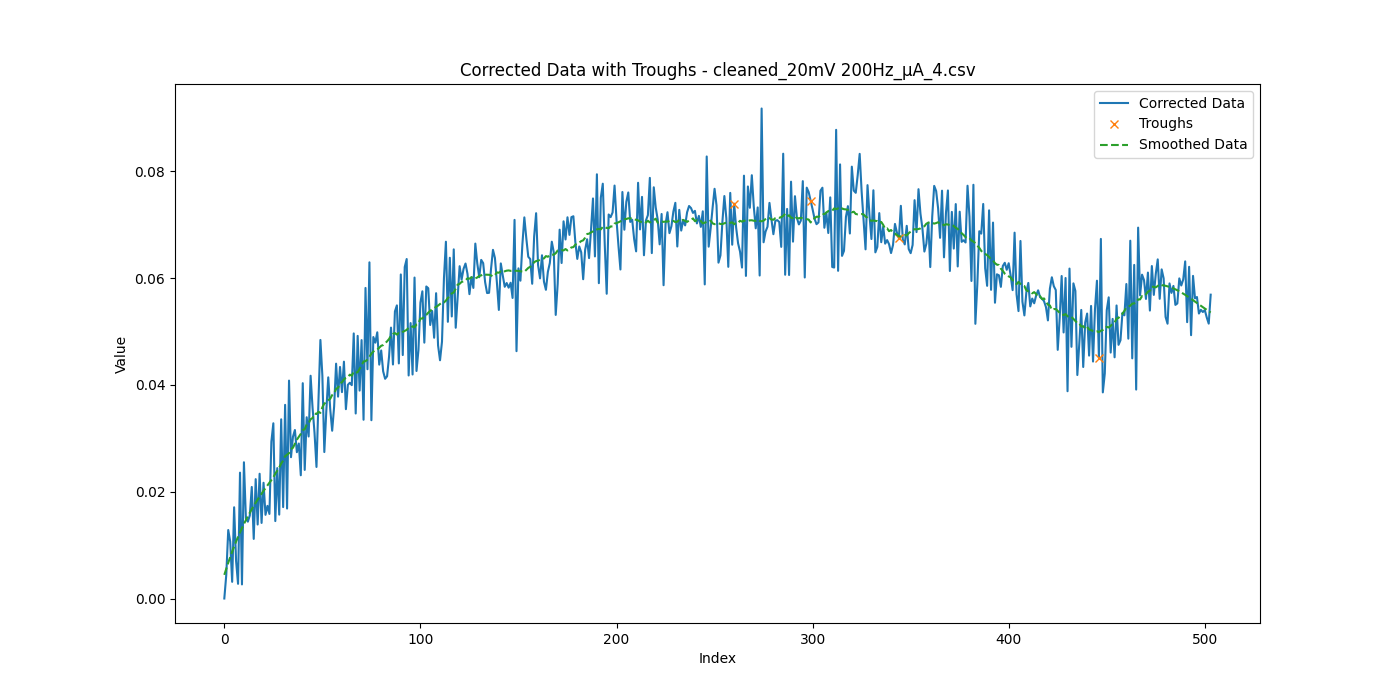 Corrected Data with Troughs - cleaned_20mV 200Hz_μA_4.csv
Corrected Data
Troughs
Smoothed Data
Value
0.08
0.06
0.04
0.02
0.00
0 100 200 300 400 500
Index